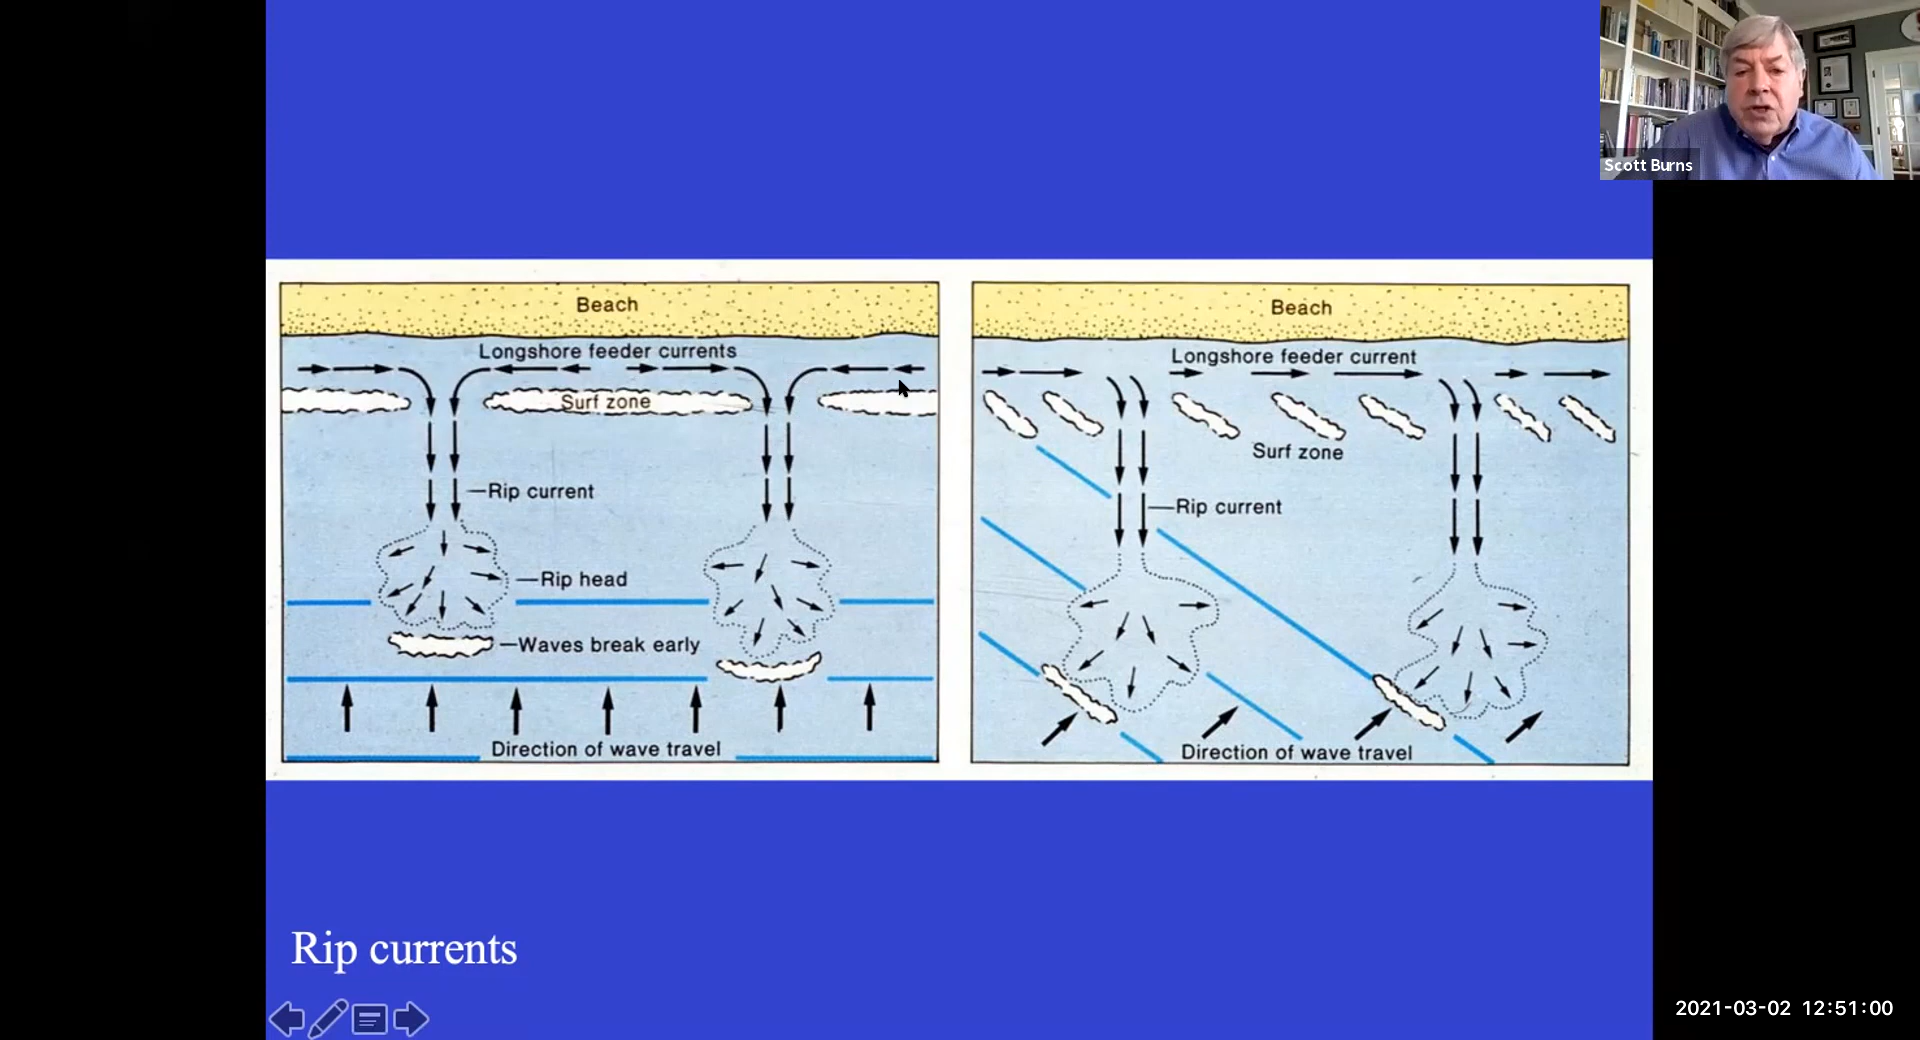 Scott Burns
Beach
Longshore feeder currents
Surf zone
Rip current
Rip head
Waves break early
Direction of wave travel
Beach
Longshore feeder current
Surf zone
Rip current
Direction of wave travel
Rip currents
2021-03-02 12:51:00